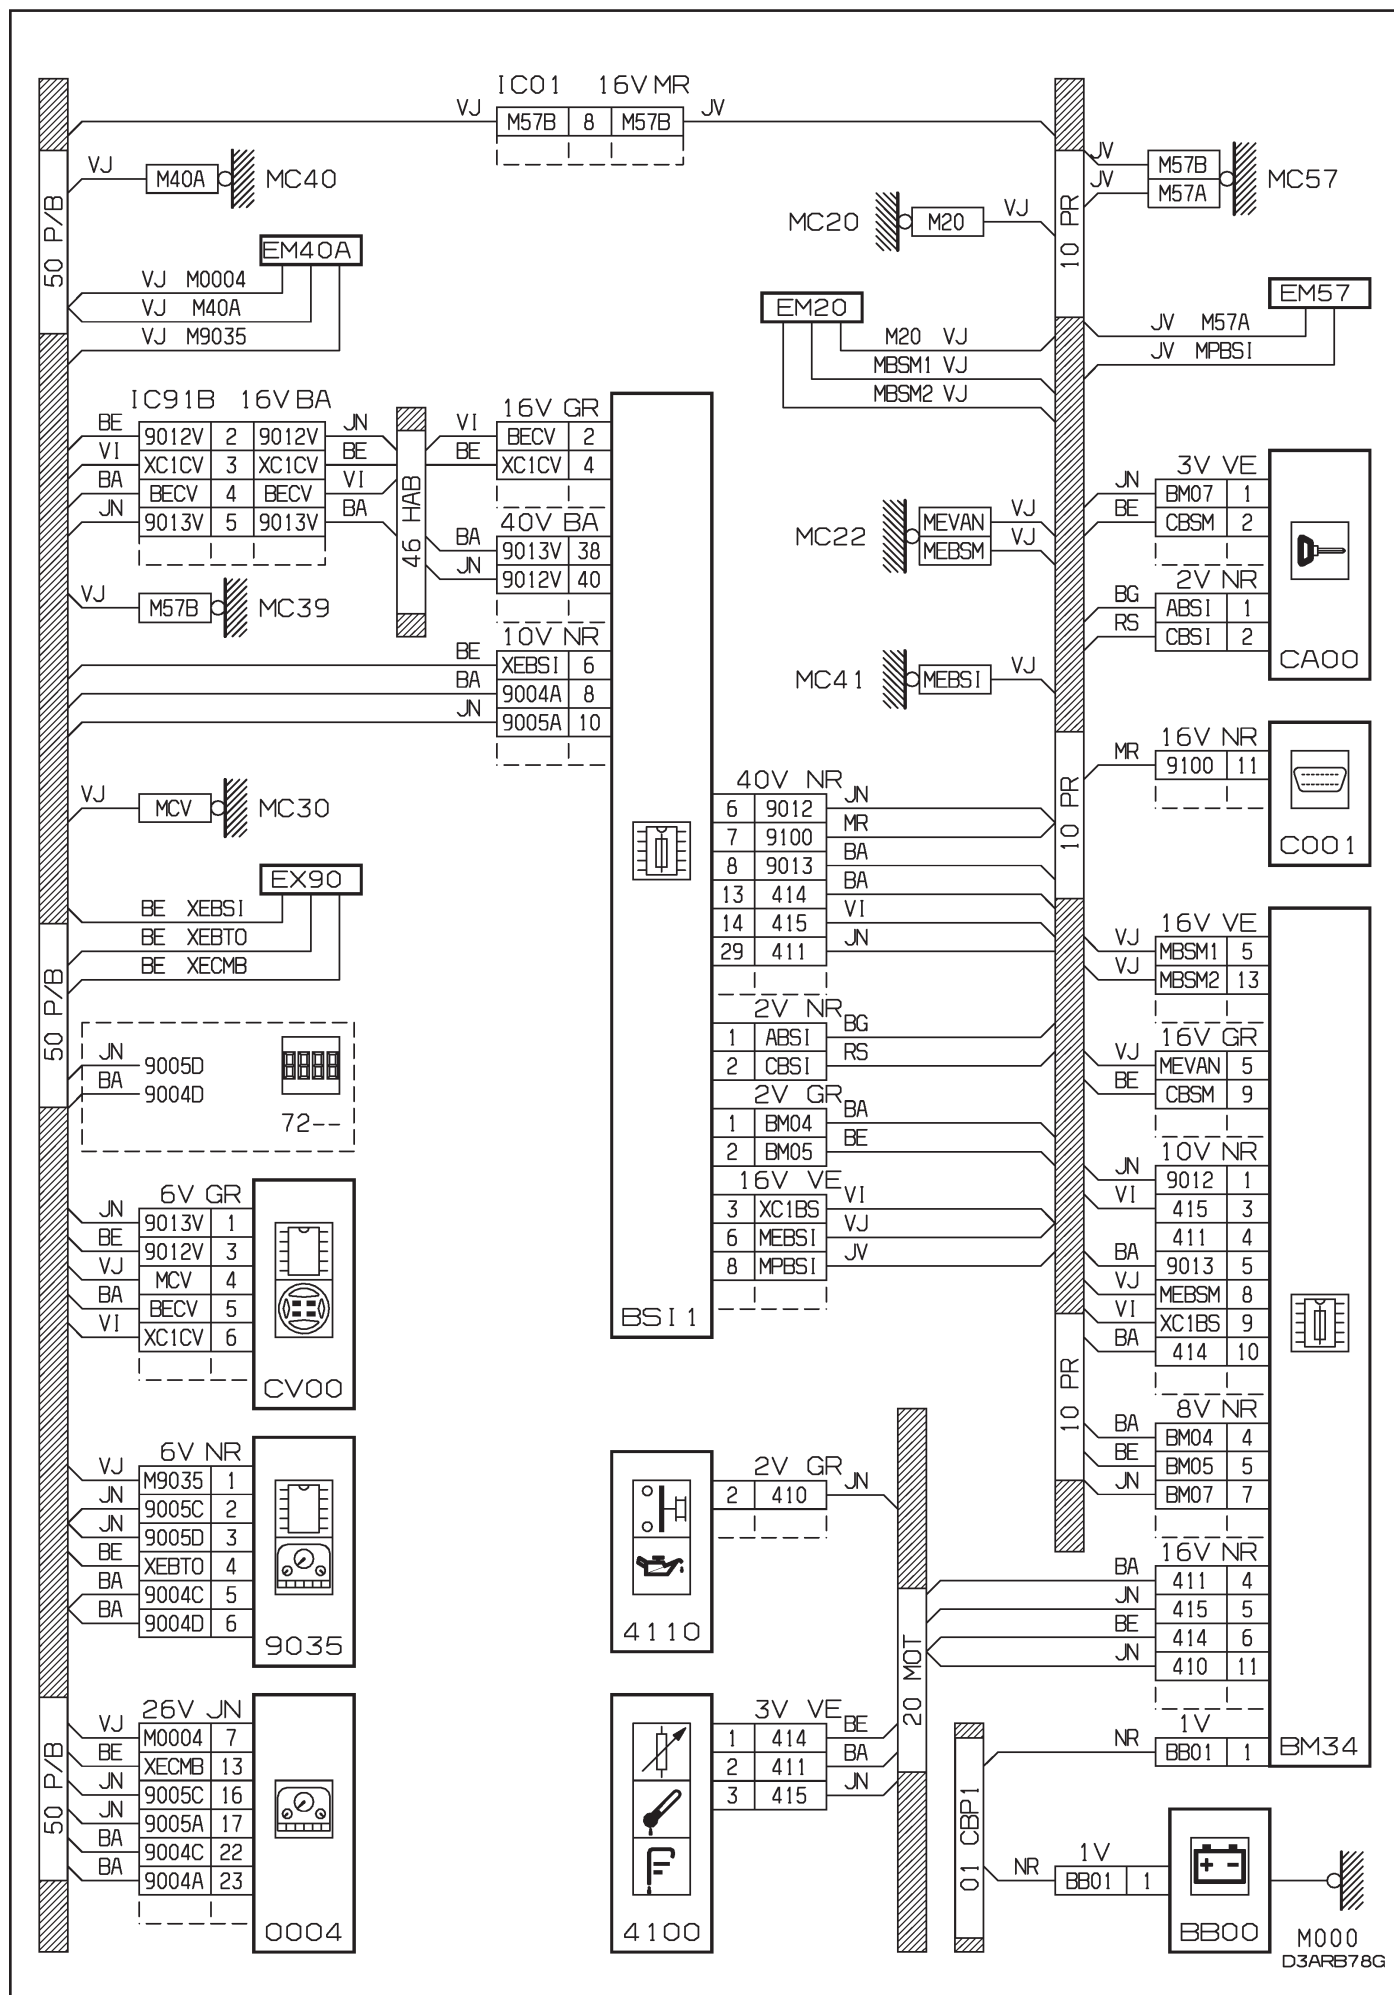 IC01 16V MR
VJ M57B 8 M57B JV
50 P/B
VJ M40A MC40
EM40A
VJ M0004
VJ M40A
VJ M9035
10 PR
JV M57B MC57
JV M57A
MC20 M20 VJ
EM20
M20 VJ
MBSM1 VJ
MBSM2 VJ
EM57
JV M57A
JV MPBSI
IC91B 16V BA
BE 9012V 2 9012V JN
VI XC1CV 3 XC1CV BE
BA BECV 4 BECV VI
JN 9013V 5 9013V BA
46 HAB
16V GR
VI BECV 2
BE XC1CV 4
40V BA
BA 9013V 38
JN 9012V 40
VJ M57B MC39
10V NR
BE XEBSI 6
BA 9004A 8
JN 9005A 10
MC22 MEVAN VJ
MEBSM VJ
MC41 MEBSI VJ
3V VE
JN BM07 1
BE CBSM 2
2V NR
BG ABSI 1
RS CBSI 2
CA00
10 PR
16V NR
MR 9100 11
C001
VJ MCV MC30
EX90
BE XEBSI
BE XEBTO
BE XECMB
50 P/B
JN 9005D
BA 9004D
72--
40V NR
6 9012 JN
7 9100 MR
8 9013 BA
13 414 BA
14 415 VI
29 411 JN
2V NR
1 ABSI BG
2 CBSI RS
2V GR
1 BM04 BA
2 BM05 BE
16V VE
3 XC1BS VI
6 MEBSI VJ
8 MPBSI JV
BSI1
16V VE
VJ MBSM1 5
VJ MBSM2 13
16V GR
VJ MEVAN 5
BE CBSM 9
10V NR
JN 9012 1
VI 415 3
411 4
BA 9013 5
VJ MEBSM 8
VI XC1BS 9
BA 414 10
10 PR
8V NR
BA BM04 4
BE BM05 5
JN BM07 7
16V NR
BA 411 4
JN 415 5
BE 414 6
JN 410 11
1V
NR BB01 1
BM34
6V GR
JN 9013V 1
BE 9012V 3
VJ MCV 4
BA BECV 5
VI XC1CV 6
CV00
6V NR
VJ M9035 1
JN 9005C 2
JN 9005D 3
BE XEBTO 4
BA 9004C 5
BA 9004D 6
9035
2V GR
2 410 JN
4110
20 MOT
50 P/B
26V JN
VJ M0004 7
BE XECMB 13
JN 9005C 16
JN 9005A 17
BA 9004C 22
BA 9004A 23
0004
3V VE
1 414 BE
2 411 BA
3 415 JN
4100
01 CBP1
1V
NR BB01 1
BB00
M000
D3ARB78G